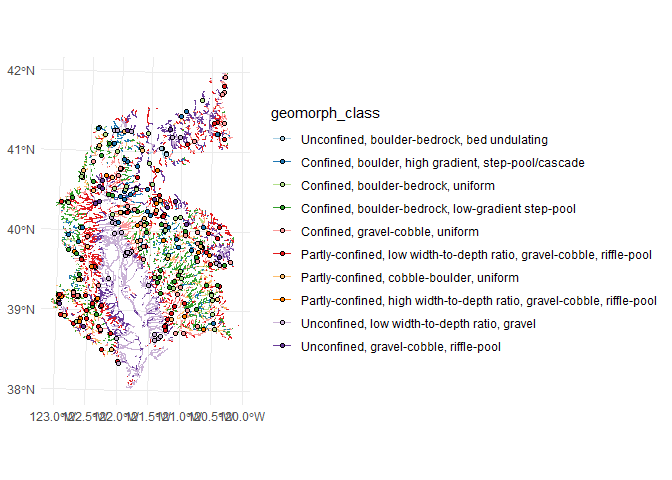 42°N
41°N
40°N
39°N
38°N
123.0°W 122.5°W 122.0°W 121.5°W 121.0°W 120.5°W 120.0°W
geomorph_class
Unconfined, boulder-bedrock, bed undulating
Confined, boulder, high gradient, step-pool/cascade
Confined, boulder-bedrock, uniform
Confined, boulder-bedrock, low-gradient step-pool
Confined, gravel-cobble, uniform
Partly-confined, low width-to-depth ratio, gravel-cobble, riffle-pool
Partly-confined, cobble-boulder, uniform
Partly-confined, high width-to-depth ratio, gravel-cobble, riffle-pool
Unconfined, low width-to-depth ratio, gravel
Unconfined, gravel-cobble, riffle-pool